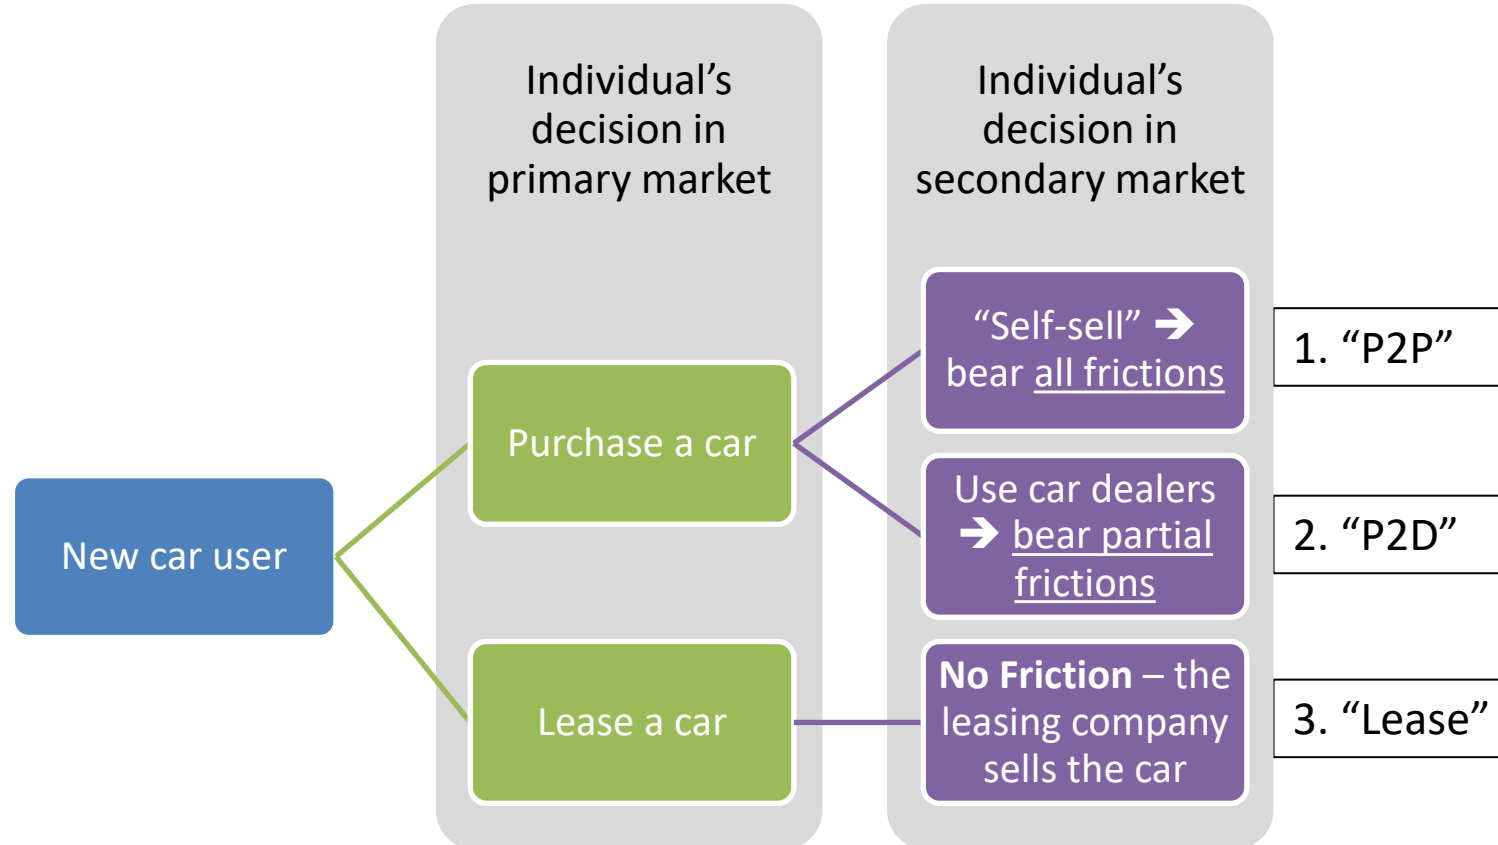 Individual’s
decision in
primary market
Individual’s
decision in
secondary market
New car user
Purchase a car
Lease a car
“Self-sell” ➔
bear all frictions
Use car dealers
➔ bear partial
frictions
No Friction – the
leasing company
sells the car
1. “P2P”
2. “P2D”
3. “Lease”